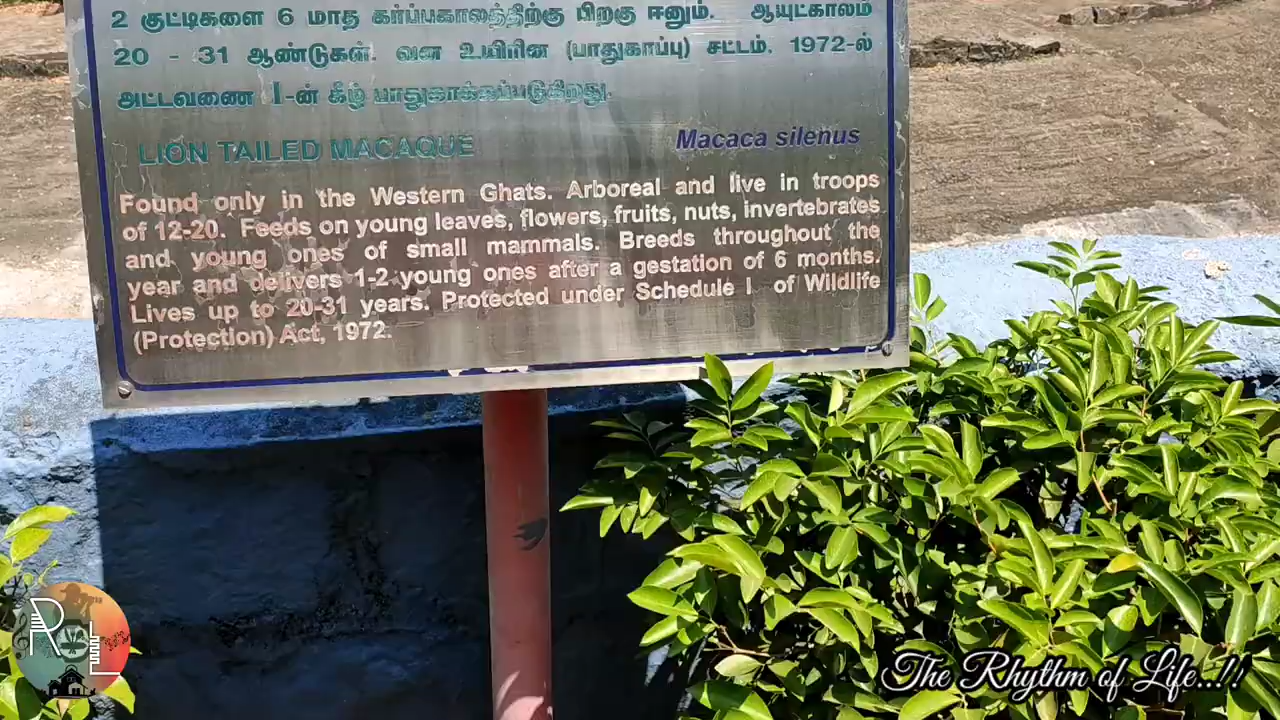 2 குட்டிகளை 6 மாத கர்ப்பகாலத்திற்கு பிறகு ஈனும். ஆயுட்காலம்
20 - 31 ஆண்டுகள். வன உயிரின (பாதுகாப்பு) சட்டம். 1972-ல்
அட்டவணை I-ன் கீழ் பாதுகாக்கப்படுகிறது.
LION TAILED MACAQUE Macaca silenus
Found only in the Western Ghats. Arboreal and live in troops
of 12-20. Feeds on young leaves, flowers, fruits, nuts, invertebrates
and young ones of small mammals. Breeds throughout the
year and delivers 1-2 young ones after a gestation of 6 months.
Lives up to 20-31 years. Protected under Schedule I of Wildlife
(Protection) Act, 1972.
RoL
The Rhythm of Life...!!